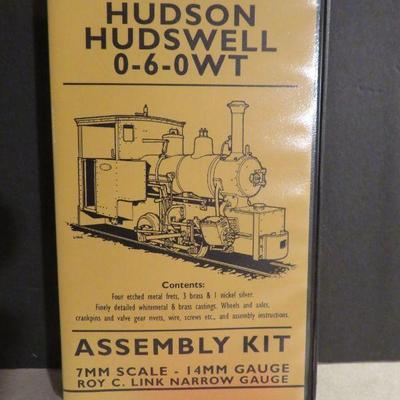 HUDSON
HUDSWELL
0-6-0WT
Contents:
Four etched metal frets, 3 brass & 1 nickel silver.
Finely detailed whitemetal & brass castings. Wheels and axles,
crankpins and valve gear rivets, wire, screws etc., and assembly instructions.
ASSEMBLY KIT
7MM SCALE - 14MM GAUGE
ROY C. LINK NARROW GAUGE